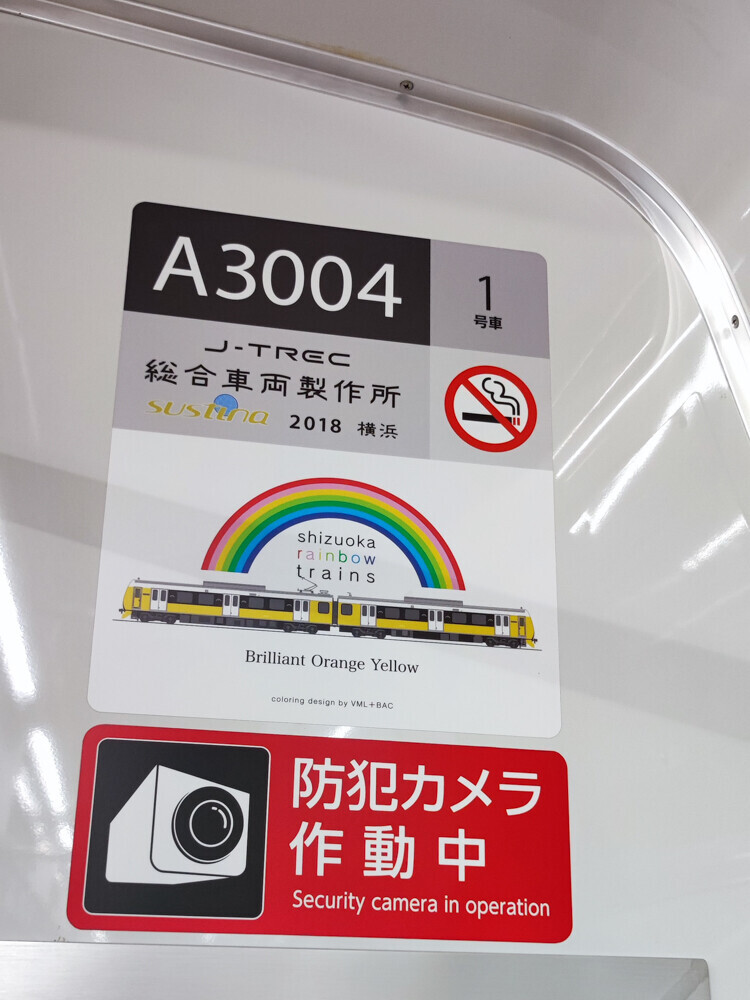 A3004
1
号車
J-TREC
総合車両製作所
sustina 2018 横浜
shizuoka
rainbow
trains
Brilliant Orange Yellow
coloring design by VML+BAC
防犯カメラ
作動中
Security camera in operation